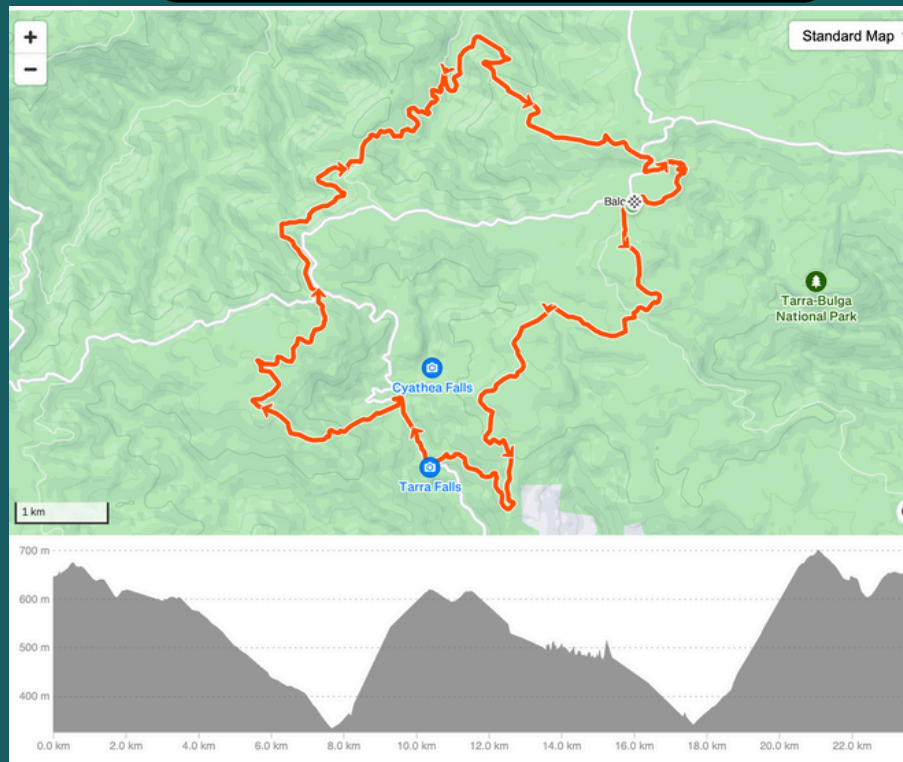 +
Standard Map
−
Balo
Tarra-Bulga
National Park
Cyathea Falls
Tarra Falls
1 km
700 m
600 m
500 m
400 m
0.0 km 2.0 km 4.0 km 6.0 km 8.0 km 10.0 km 12.0 km 14.0 km 16.0 km 18.0 km 20.0 km 22.0 km